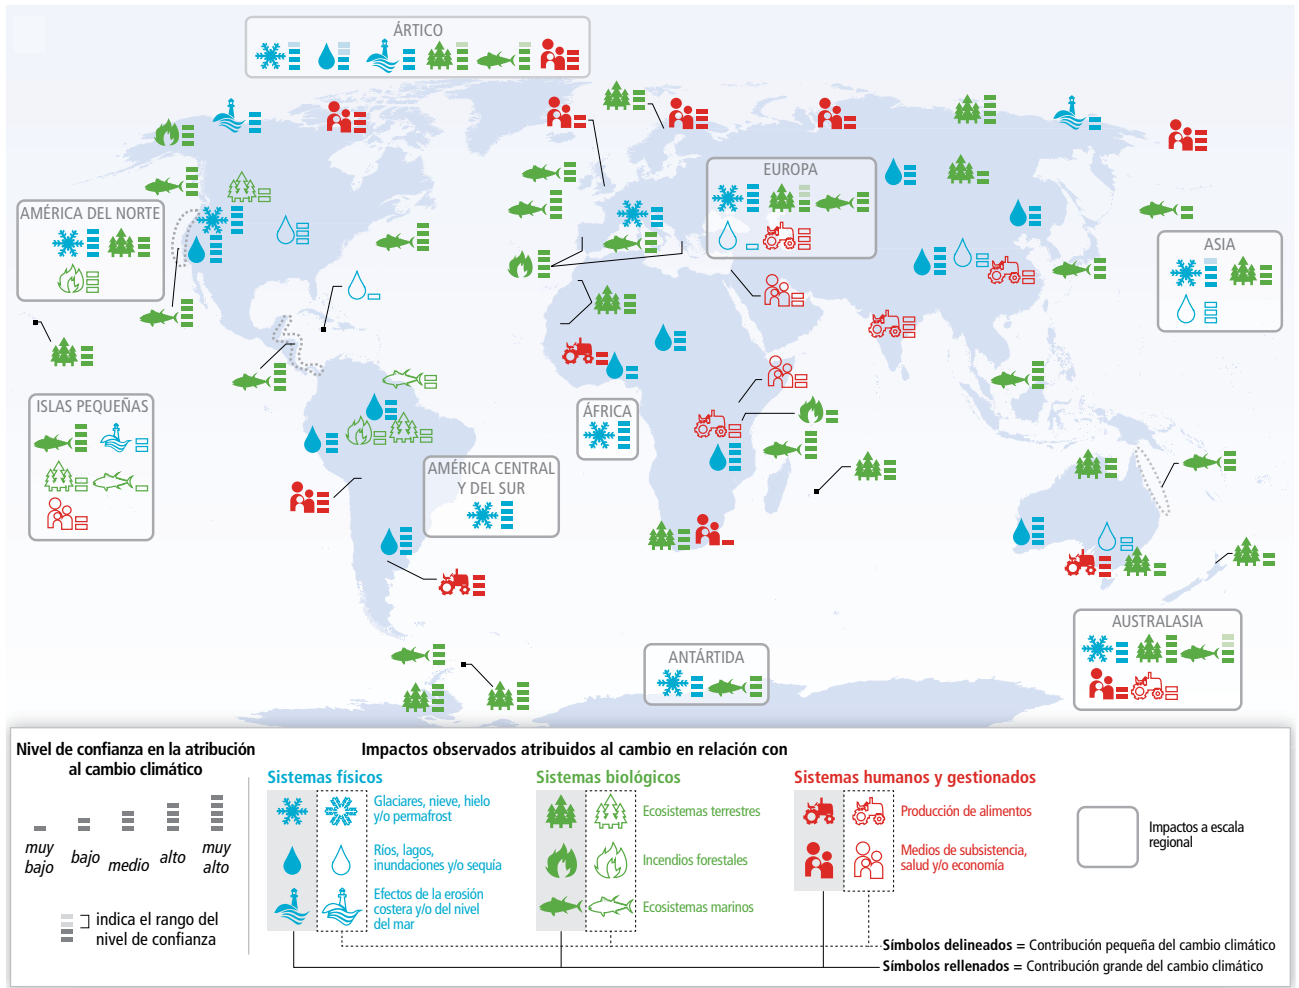 ÁRTICO
EUROPA
AMÉRICA DEL NORTE
ASIA
ISLAS PEQUEÑAS
ÁFRICA
AMÉRICA CENTRAL
Y DEL SUR
AUSTRALASIA
ANTÁRTIDA
Nivel de confianza en la atribución
al cambio climático
muy
bajo
bajo
medio
alto
muy
alto
indica el rango del
nivel de confianza
Impactos observados atribuidos al cambio en relación con
Sistemas físicos
Glaciares, nieve, hielo
y/o permafrost
Ríos, lagos,
inundaciones y/o sequía
Efectos de la erosión
costera y/o del nivel
del mar
Sistemas biológicos
Ecosistemas terrestres
Incendios forestales
Ecosistemas marinos
Sistemas humanos y gestionados
Producción de alimentos
Medios de subsistencia,
salud y/o economía
Impactos a escala
regional
Símbolos delineados = Contribución pequeña del cambio climático
Símbolos rellenados = Contribución grande del cambio climático